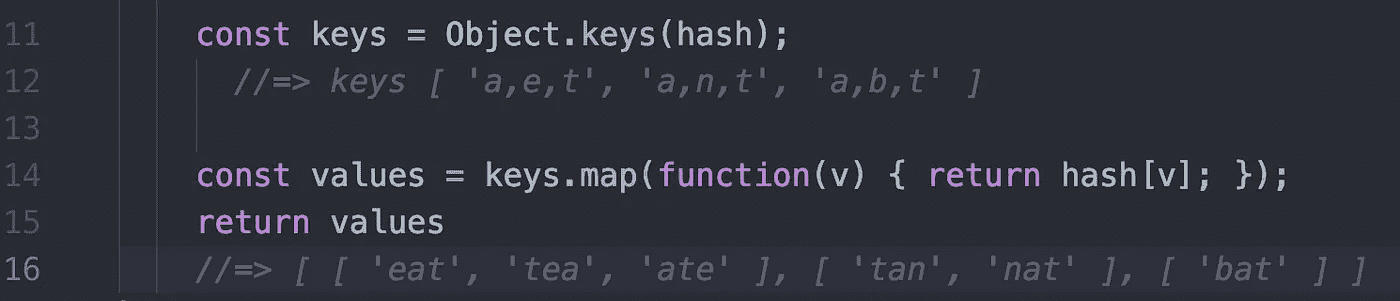 11 const keys = Object.keys(hash);
12 //=> keys [ 'a,e,t', 'a,n,t', 'a,b,t' ]
13
14 const values = keys.map(function(v) { return hash[v]; });
15 return values
16 //=> [ [ 'eat', 'tea', 'ate' ], [ 'tan', 'nat' ], [ 'bat' ] ]